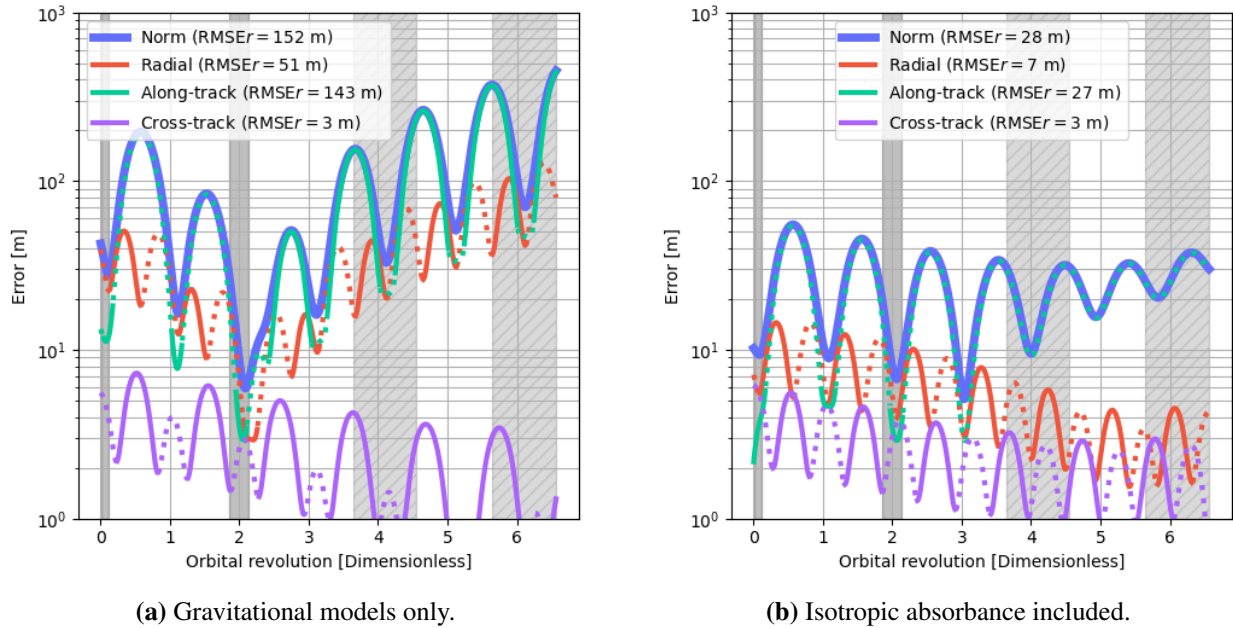 10³
10²
10¹
10⁰
Error [m]
Norm (RMSEr = 152 m)
Radial (RMSEr = 51 m)
Along-track (RMSEr = 143 m)
Cross-track (RMSEr = 3 m)
0 1 2 3 4 5 6
Orbital revolution [Dimensionless]
(a) Gravitational models only.
10³
10²
10¹
10⁰
Error [m]
Norm (RMSEr = 28 m)
Radial (RMSEr = 7 m)
Along-track (RMSEr = 27 m)
Cross-track (RMSEr = 3 m)
0 1 2 3 4 5 6
Orbital revolution [Dimensionless]
(b) Isotropic absorbance included.